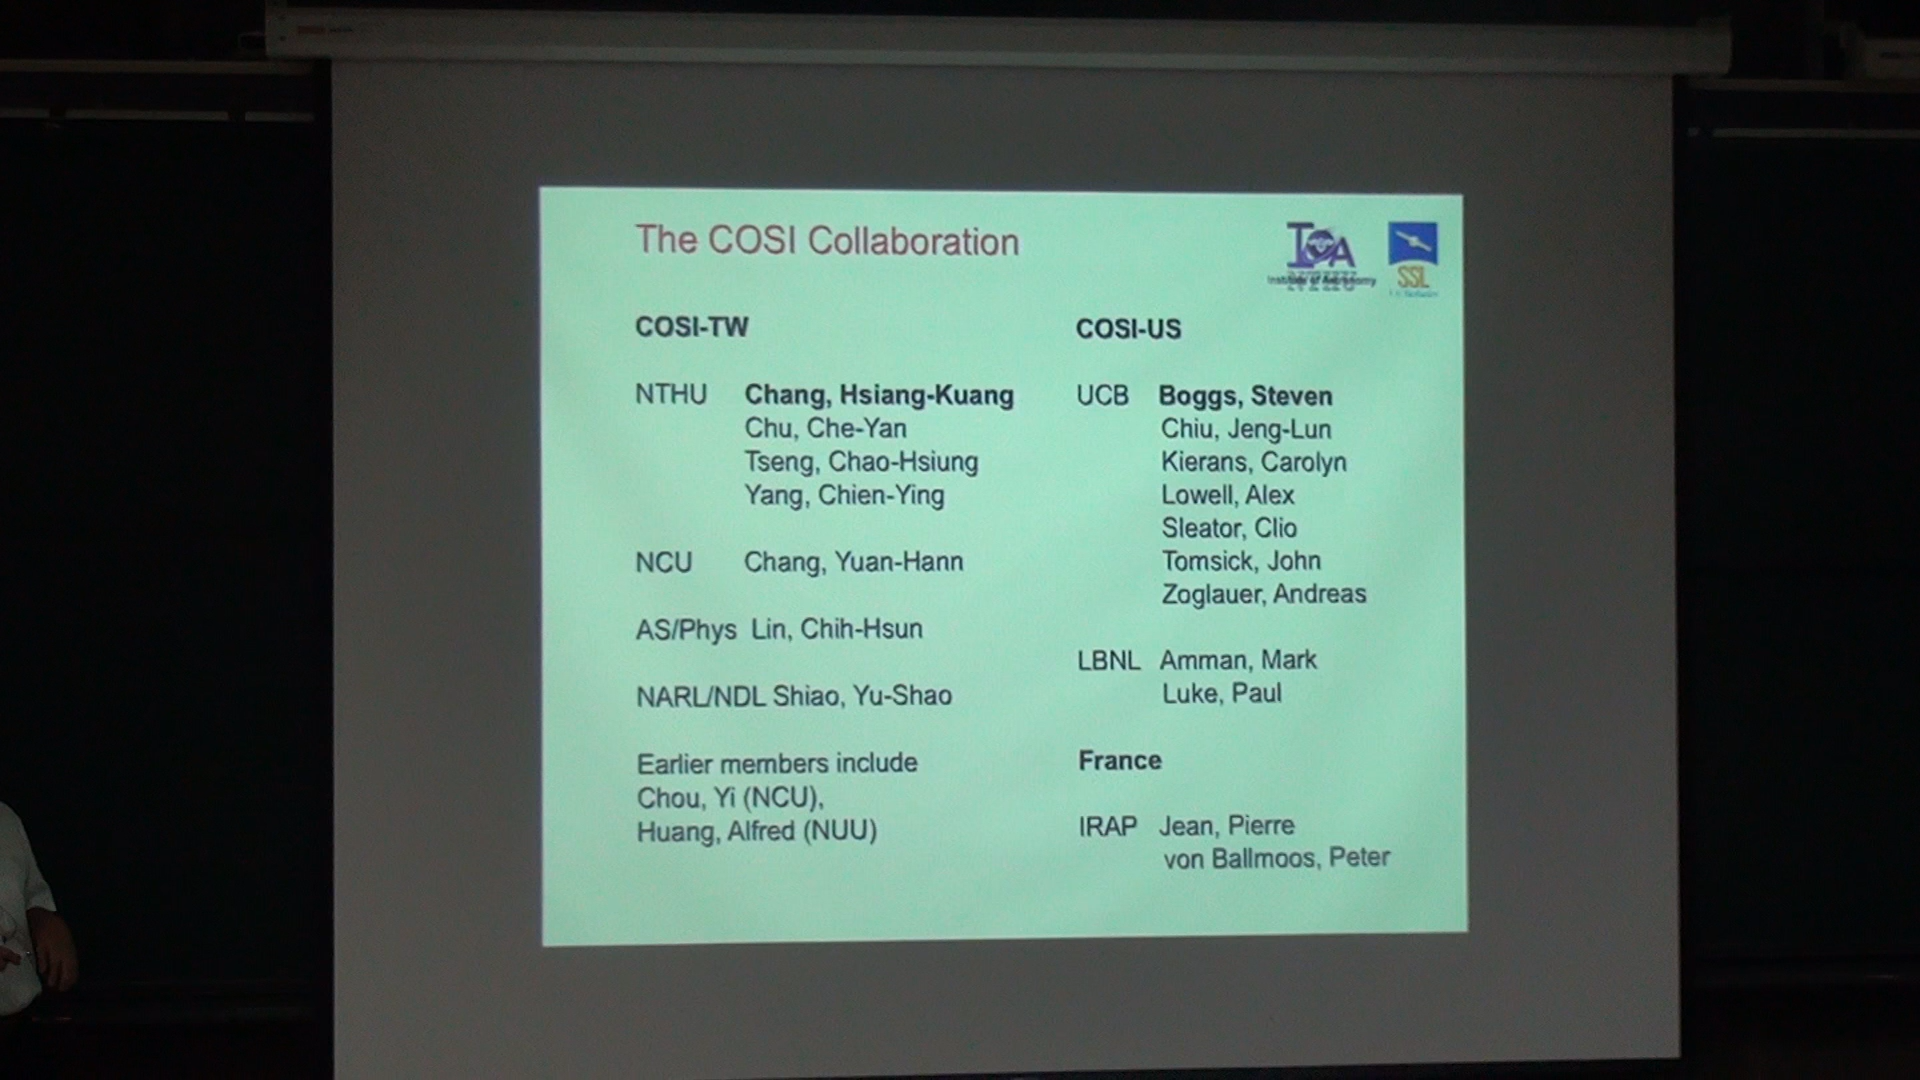 The COSI Collaboration
Institute of Astronomy
SSL
COSI-TW
NTHU Chang, Hsiang-Kuang
Chu, Che-Yan
Tseng, Chao-Hsiung
Yang, Chien-Ying
NCU Chang, Yuan-Hann
AS/Phys Lin, Chih-Hsun
NARL/NDL Shiao, Yu-Shao
Earlier members include
Chou, Yi (NCU),
Huang, Alfred (NUU)
COSI-US
UCB Boggs, Steven
Chiu, Jeng-Lun
Kierans, Carolyn
Lowell, Alex
Sleator, Clio
Tomsick, John
Zoglauer, Andreas
LBNL Amman, Mark
Luke, Paul
France
IRAP Jean, Pierre
von Ballmoos, Peter